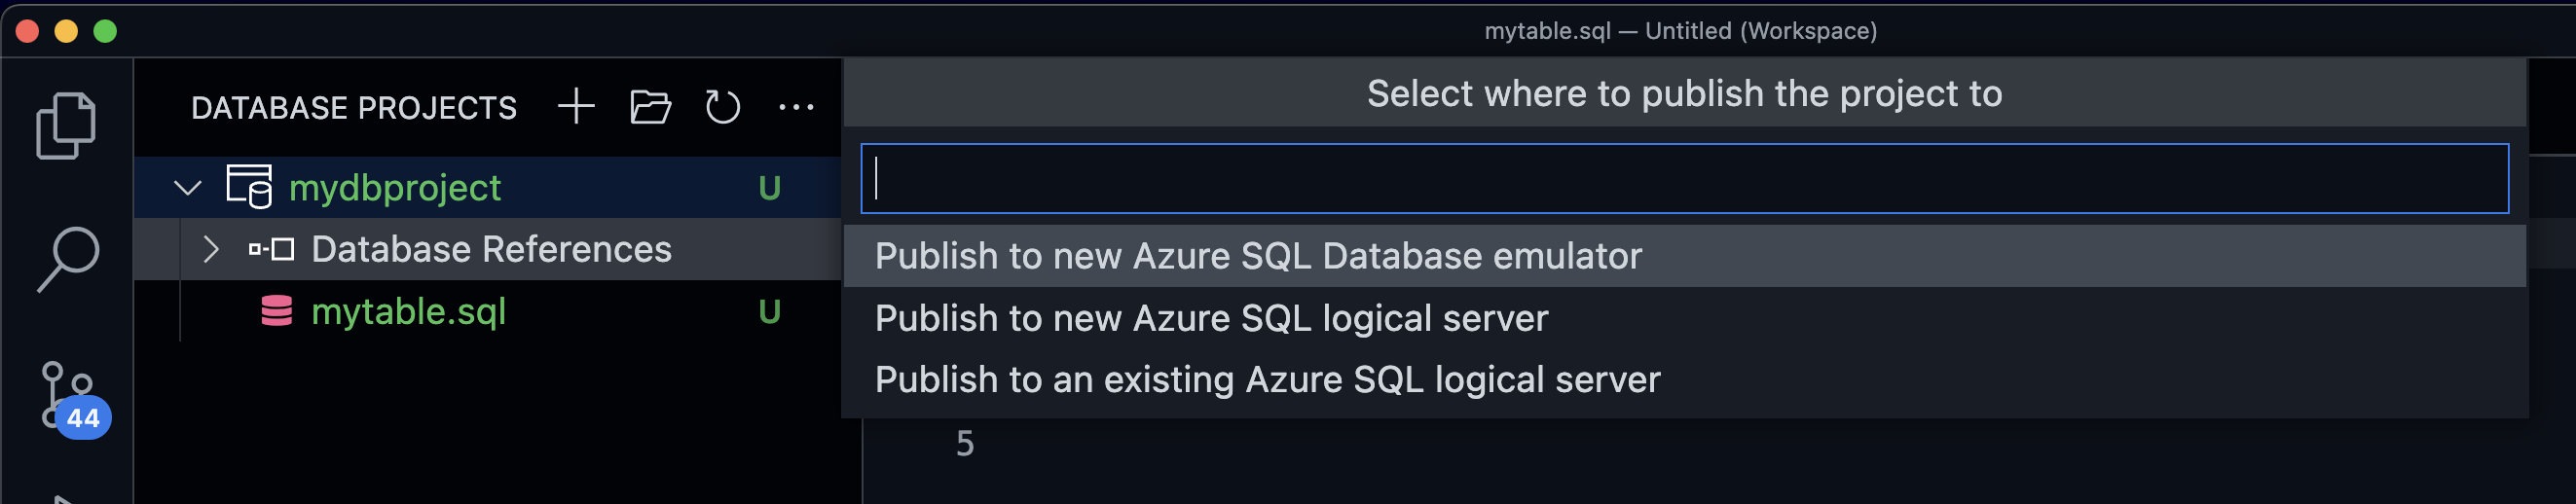 mytable.sql — Untitled (Workspace)
DATABASE PROJECTS
mydbproject U
Database References
mytable.sql U
44
Select where to publish the project to
Publish to new Azure SQL Database emulator
Publish to new Azure SQL logical server
Publish to an existing Azure SQL logical server
5